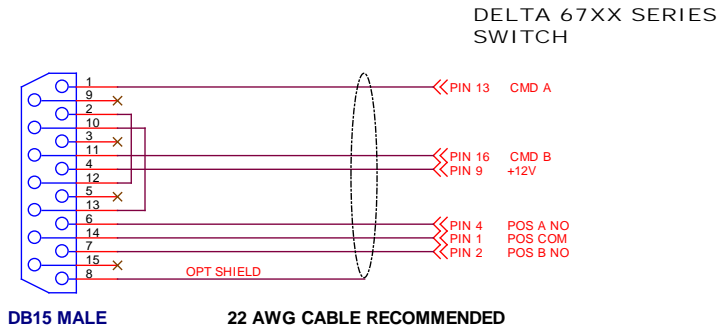 DELTA 67XX SERIES
SWITCH
1
PIN 13 CMD A
9
2
10
3
11
PIN 16 CMD B
4
PIN 9 +12V
12
5
13
6
PIN 4 POS A NO
14
PIN 1 POS COM
7
PIN 2 POS B NO
15
8
OPT SHIELD
DB15 MALE
22 AWG CABLE RECOMMENDED